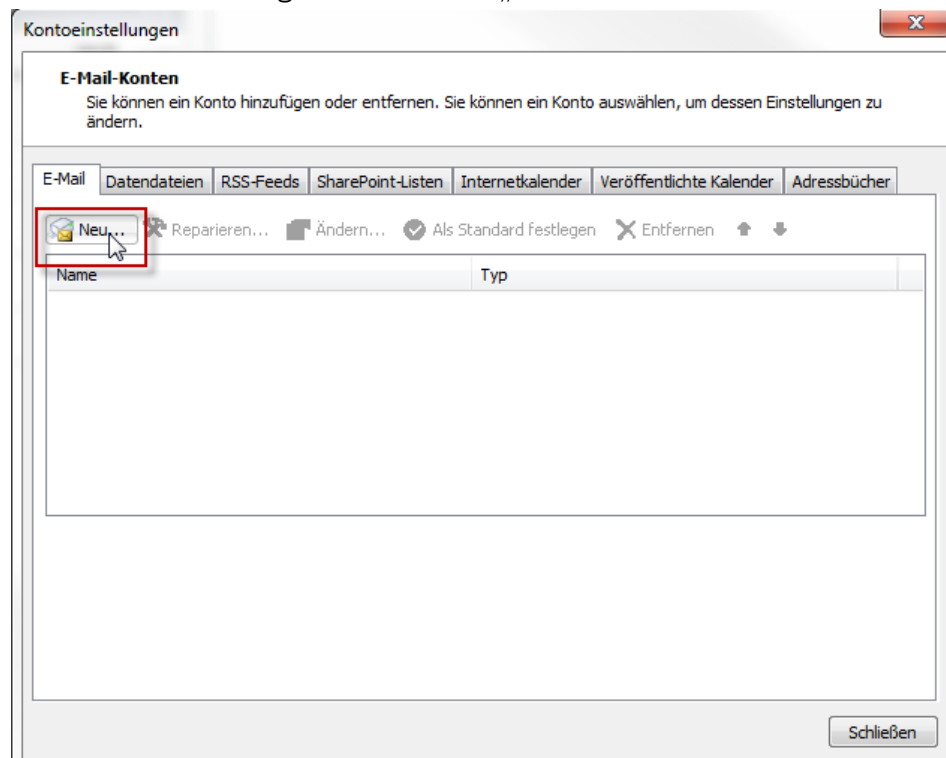 Kontoeinstellungen
E-Mail-Konten
Sie können ein Konto hinzufügen oder entfernen. Sie können ein Konto auswählen, um dessen Einstellungen zu
ändern.
E-Mail Datendateien RSS-Feeds SharePoint-Listen Internetkalender Veröffentlichte Kalender Adressbücher
Neu... Reparieren... Ändern... Als Standard festlegen Entfernen
Name Typ
Schließen